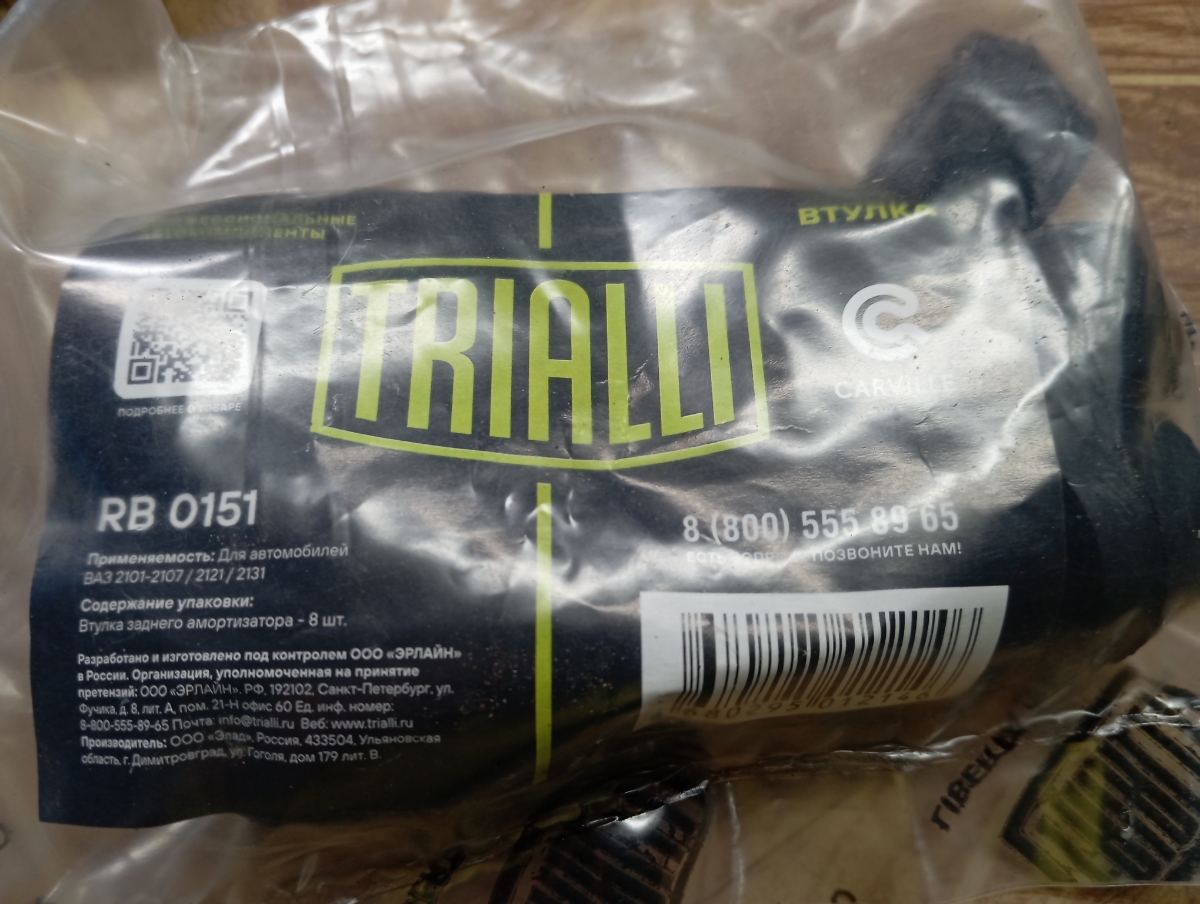 ВТУЛКА
TRIALLI
CARVILLE
ПОДРОБНЕЕ О ТОВАРЕ
RB 0151
Применяемость: Для автомобилей
ВАЗ 2101-2107 / 2121 / 2131
Содержание упаковки:
Втулка заднего амортизатора - 8 шт.
Разработано и изготовлено под контролем ООО «ЭРЛАЙН»
в России. Организация, уполномоченная на принятие
претензий: ООО «ЭРЛАЙН». РФ, 192102, Санкт-Петербург, ул.
Фучика, д. 8, лит. А, пом. 21-Н офис 60 Ед. инф. номер:
8-800-555-89-65 Почта: info@trialli.ru Веб: www.trialli.ru
Производитель: ООО «Элад», Россия, 433504, Ульяновская
область, г. Димитровград, ул. Гоголя, дом 179 лит. В.
8 (800) 555 89 65
ЕСТЬ ПОЗВОНИТЕ НАМ!